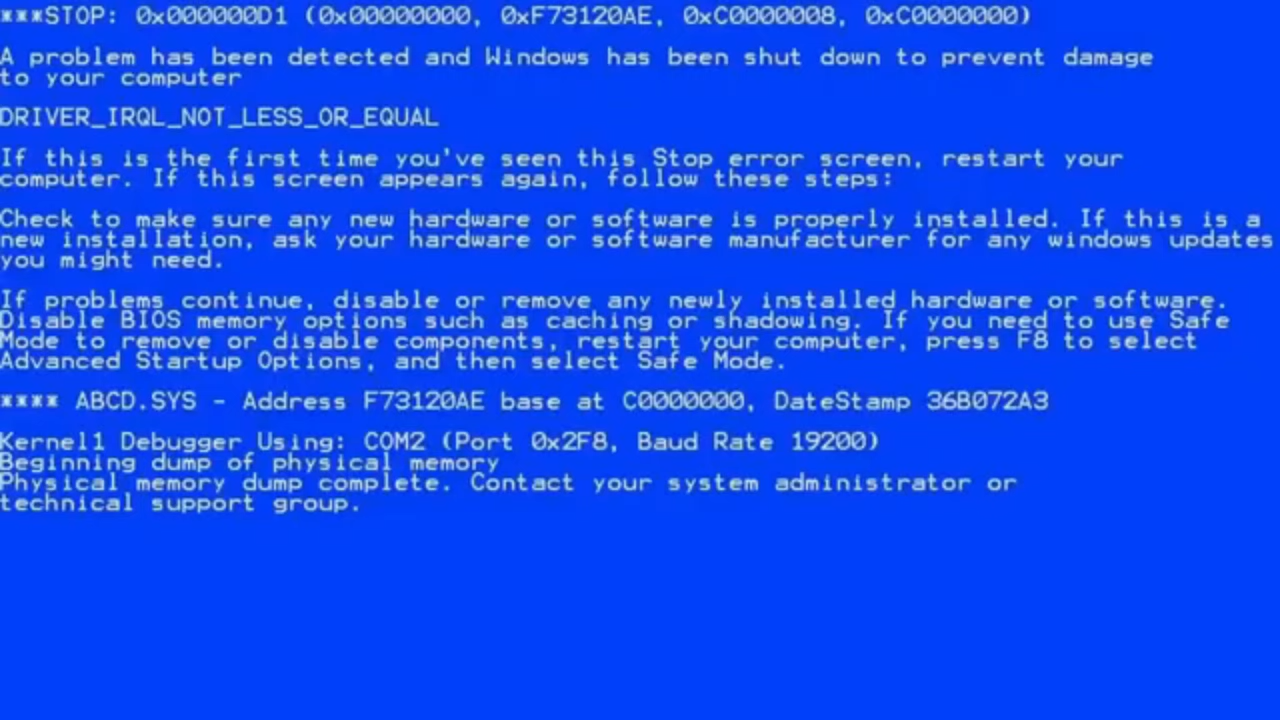 ***STOP: 0x000000D1 (0x00000000, 0xF73120AE, 0xC0000008, 0xC0000000)
A problem has been detected and Windows has been shut down to prevent damage
to your computer
DRIVER_IRQL_NOT_LESS_OR_EQUAL
If this is the first time you've seen this Stop error screen, restart your
computer. If this screen appears again, follow these steps:
Check to make sure any new hardware or software is properly installed. If this is a
new installation, ask your hardware or software manufacturer for any windows updates
you might need.
If problems continue, disable or remove any newly installed hardware or software.
Disable BIOS memory options such as caching or shadowing. If you need to use Safe
Mode to remove or disable components, restart your computer, press F8 to select
Advanced Startup Options, and then select Safe Mode.
**** ABCD.SYS - Address F73120AE base at C0000000, DateStamp 36B072A3
Kernel1 Debugger Using: COM2 (Port 0x2F8, Baud Rate 19200)
Beginning dump of physical memory
Physical memory dump complete. Contact your system administrator or
technical support group.